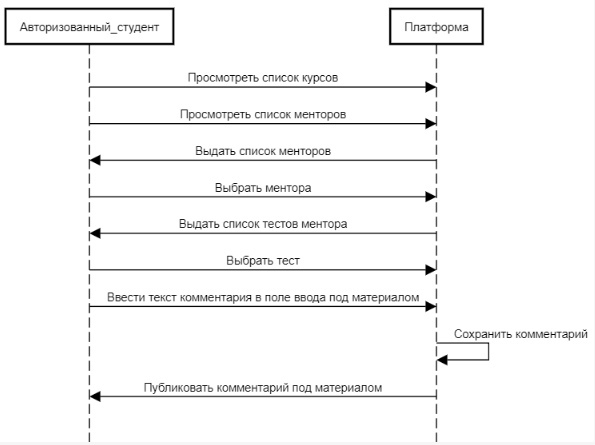 Авторизованный_студент
Платформа
Просмотреть список курсов
Просмотреть список менторов
Выдать список менторов
Выбрать ментора
Выдать список тестов ментора
Выбрать тест
Ввести текст комментария в поле ввода под материалом
Сохранить комментарий
Публиковать комментарий под материалом